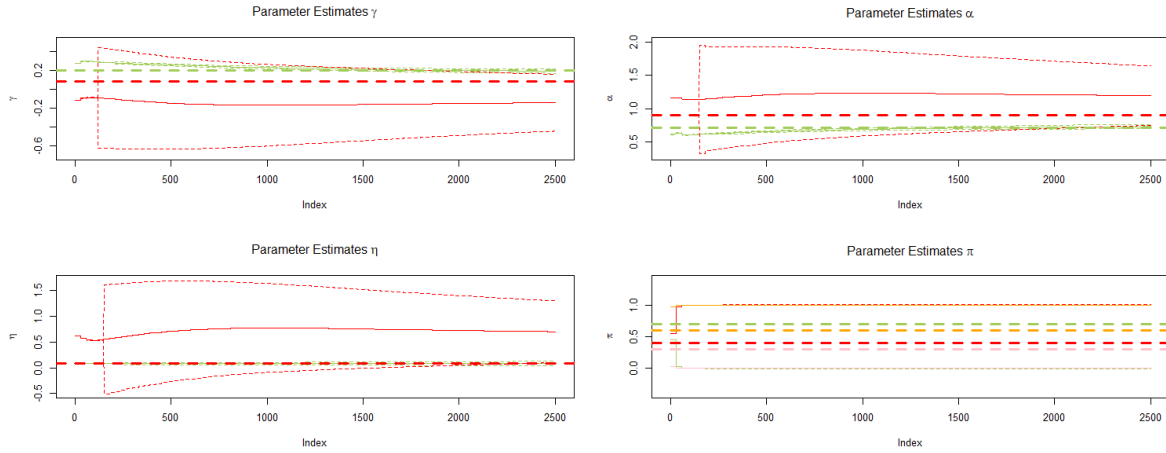 Parameter Estimates γ
γ
-0.6 -0.2 0.2
0 500 1000 1500 2000 2500
Index
Parameter Estimates α
α
0.5 1.0 1.5 2.0
0 500 1000 1500 2000 2500
Index
Parameter Estimates η
η
-0.5 0.0 0.5 1.0 1.5
0 500 1000 1500 2000 2500
Index
Parameter Estimates π
π
0.0 0.5 1.0
0 500 1000 1500 2000 2500
Index